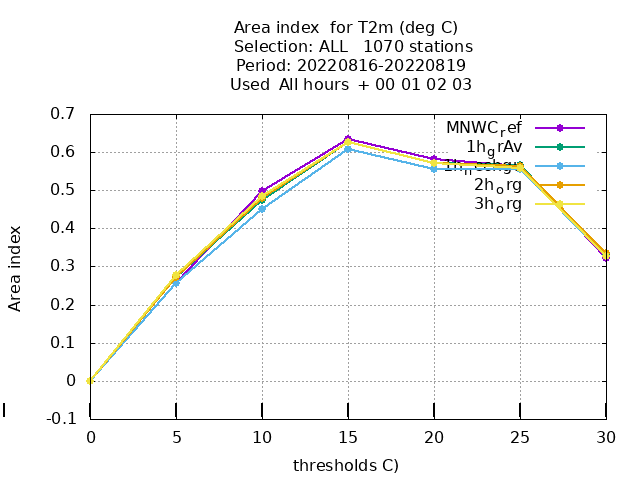 Area index  for T2m (deg C)
Selection: ALL   1070 stations
Period: 20220816-20220819
Used  All hours  + 00 01 02 03
0.7
0.6
0.5
0.4
0.3
0.2
0.1
0
-0.1
Area index
MNWC_ref
1h_grAv
2h_org
3h_org
0 5 10 15 20 25 30
thresholds C)